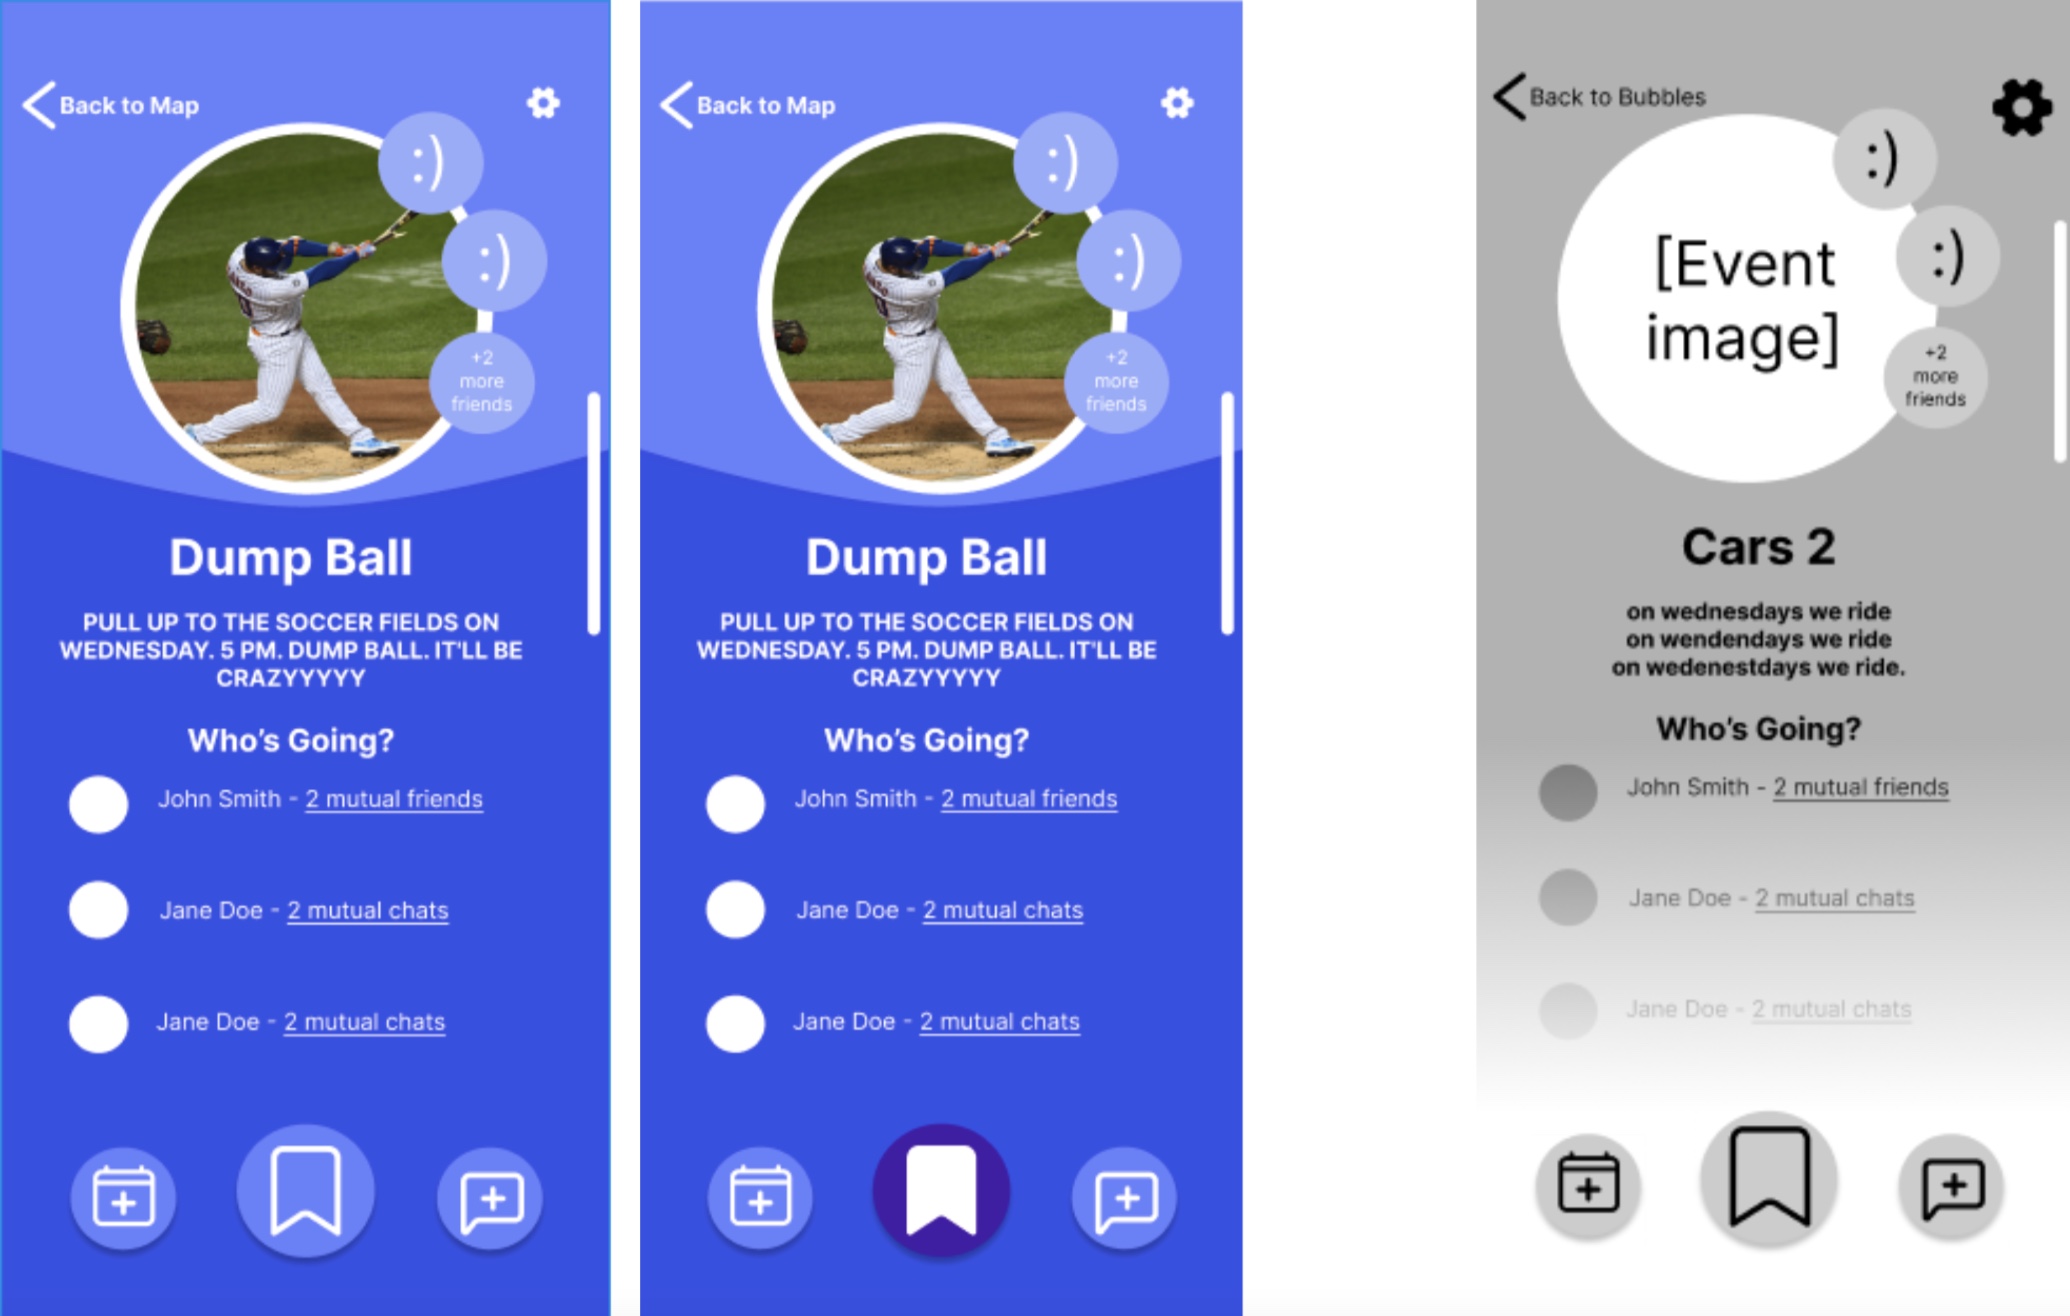 Back to Map
:)
:)
+2
more
friends
Dump Ball
PULL UP TO THE SOCCER FIELDS ON
WEDNESDAY. 5 PM. DUMP BALL. IT'LL BE
CRAZYYYYY
Who's Going?
John Smith - 2 mutual friends
Jane Doe - 2 mutual chats
Jane Doe - 2 mutual chats
Back to Map
:)
:)
+2
more
friends
Dump Ball
PULL UP TO THE SOCCER FIELDS ON
WEDNESDAY. 5 PM. DUMP BALL. IT'LL BE
CRAZYYYYY
Who's Going?
John Smith - 2 mutual friends
Jane Doe - 2 mutual chats
Jane Doe - 2 mutual chats
Back to Bubbles
:)
[Event
image]
:)
+2
more
friends
Cars 2
on wednesdays we ride
on wendendays we ride
on wedenestdays we ride.
Who's Going?
John Smith - 2 mutual friends
Jane Doe - 2 mutual chats
Jane Doe - 2 mutual chats